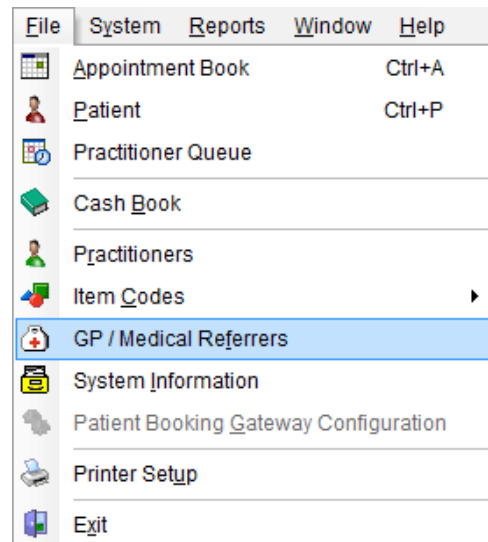 File System Reports Window Help
Appointment Book Ctrl+A
Patient Ctrl+P
Practitioner Queue
Cash Book
Practitioners
Item Codes
GP / Medical Referrers
System Information
Patient Booking Gateway Configuration
Printer Setup
Exit